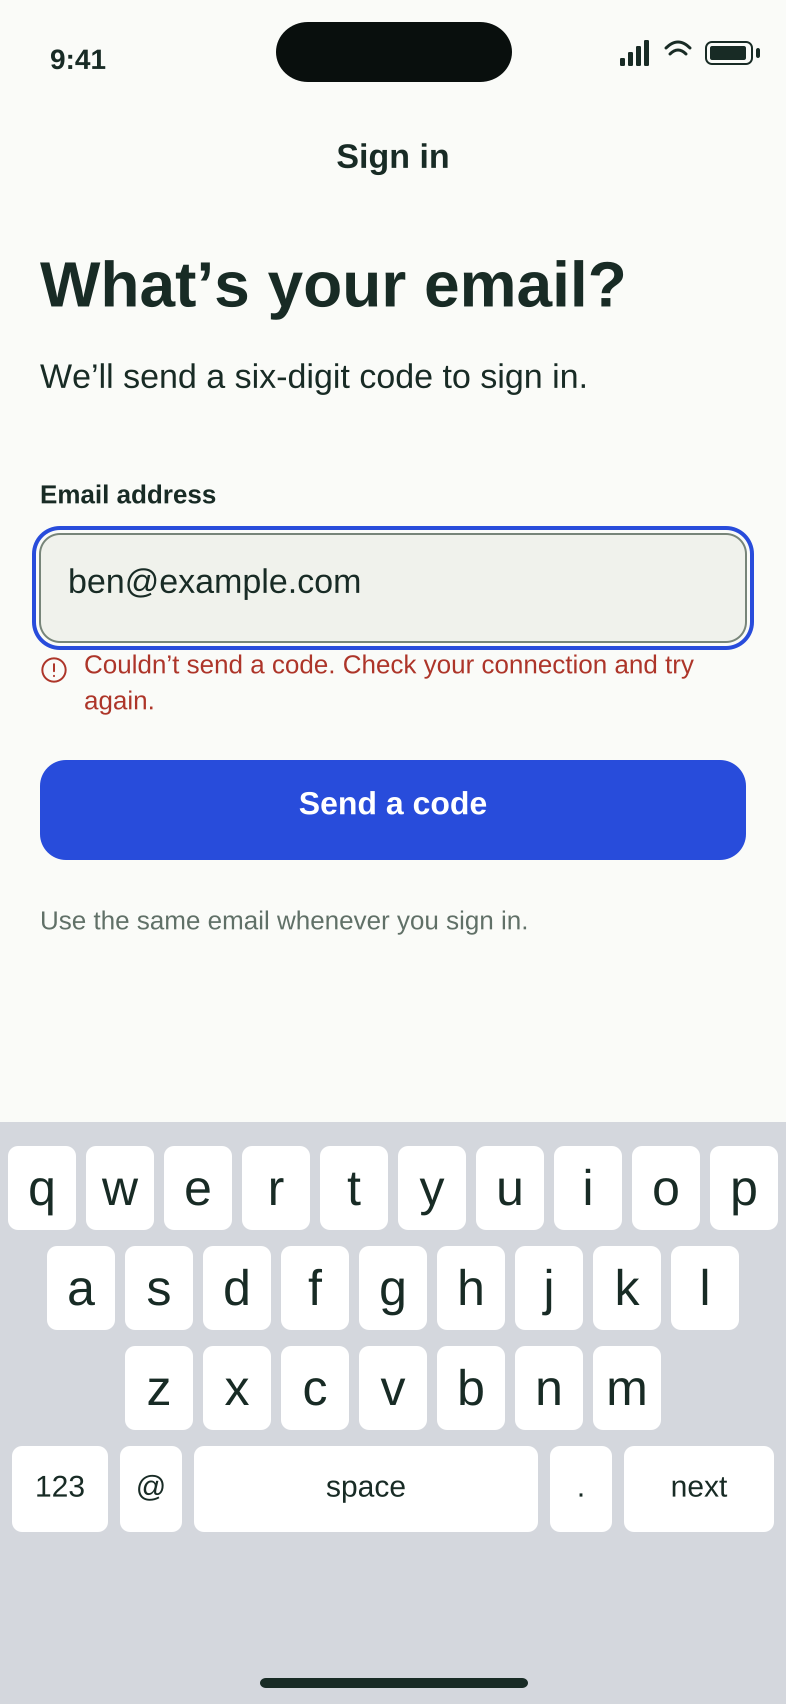 9:41
Sign in
What’s your email?
We’ll send a six-digit code to sign in.
Email address
ben@example.com
Couldn’t send a code. Check your connection and try
again.
Send a code
Use the same email whenever you sign in.
q w e r t y u i o p
a s d f g h j k l
z x c v b n m
123 @ space . next